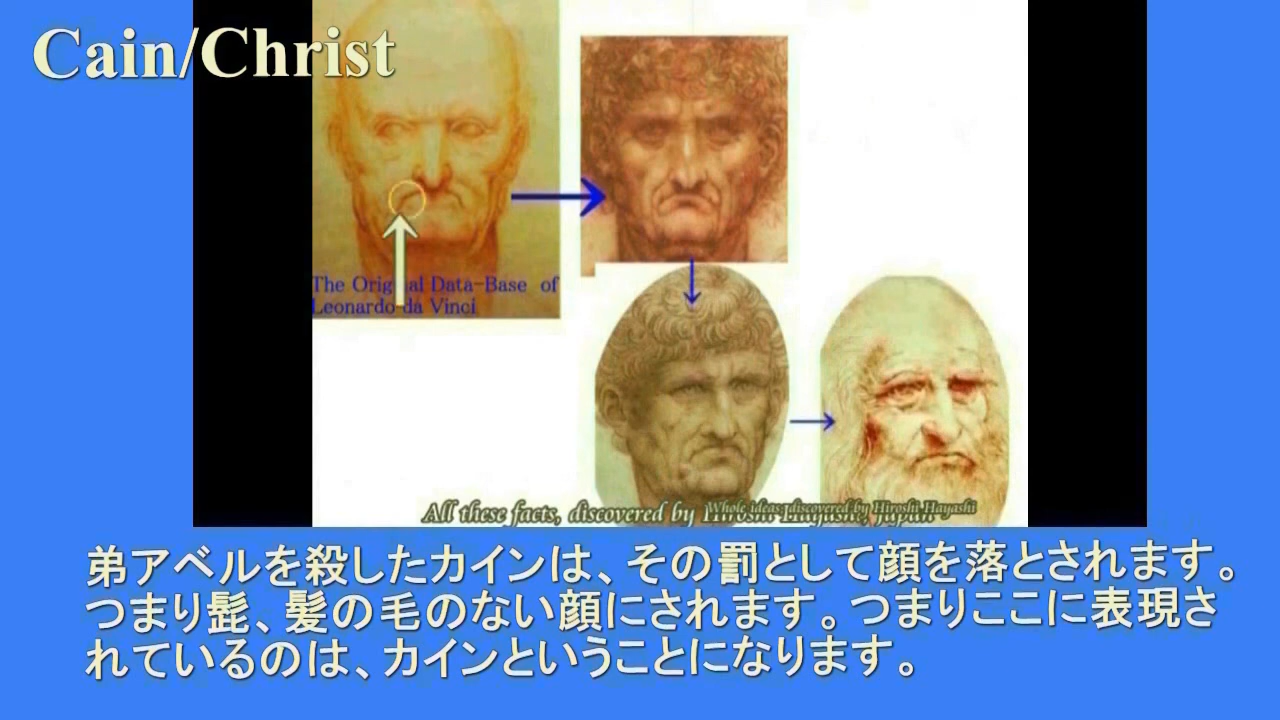 Cain/Christ
The Original Data-Base of
Leonardo da Vinci
All these facts, discovered by Hiroshi Hayashi, Japan
Whole ideas discovered by Hiroshi Hayashi
弟アベルを殺したカインは、その罰として顔を落とされます。
つまり髭、髪の毛のない顔にされます。つまりここに表現さ
れているのは、カインということになります。